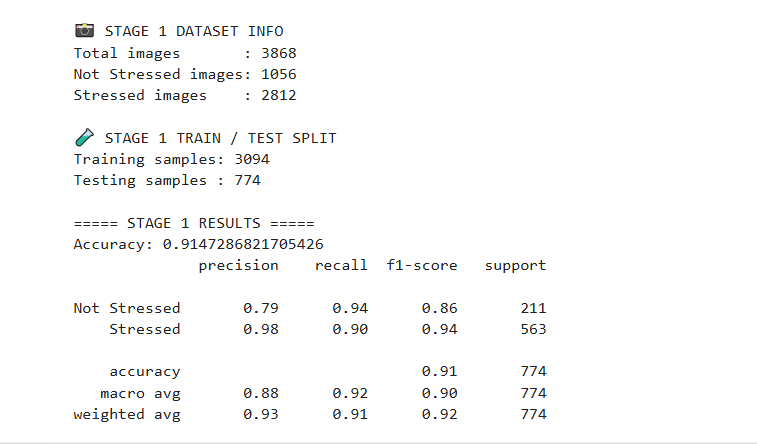 📷 STAGE 1 DATASET INFO
Total images       : 3868
Not Stressed images: 1056
Stressed images    : 2812
🧪 STAGE 1 TRAIN / TEST SPLIT
Training samples: 3094
Testing samples : 774
===== STAGE 1 RESULTS =====
Accuracy: 0.9147286821705426
              precision    recall  f1-score   support
Not Stressed       0.79      0.94      0.86       211
    Stressed       0.98      0.90      0.94       563
    accuracy                           0.91       774
   macro avg       0.88      0.92      0.90       774
weighted avg       0.93      0.91      0.92       774